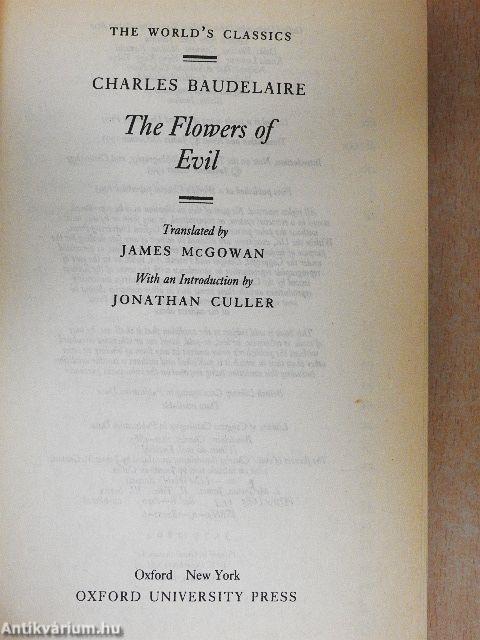 THE WORLD'S CLASSICS
CHARLES BAUDELAIRE
The Flowers of
Evil
Translated by
JAMES McGOWAN
With an Introduction by
JONATHAN CULLER
Oxford New York
OXFORD UNIVERSITY PRESS
Antikvárium.hu